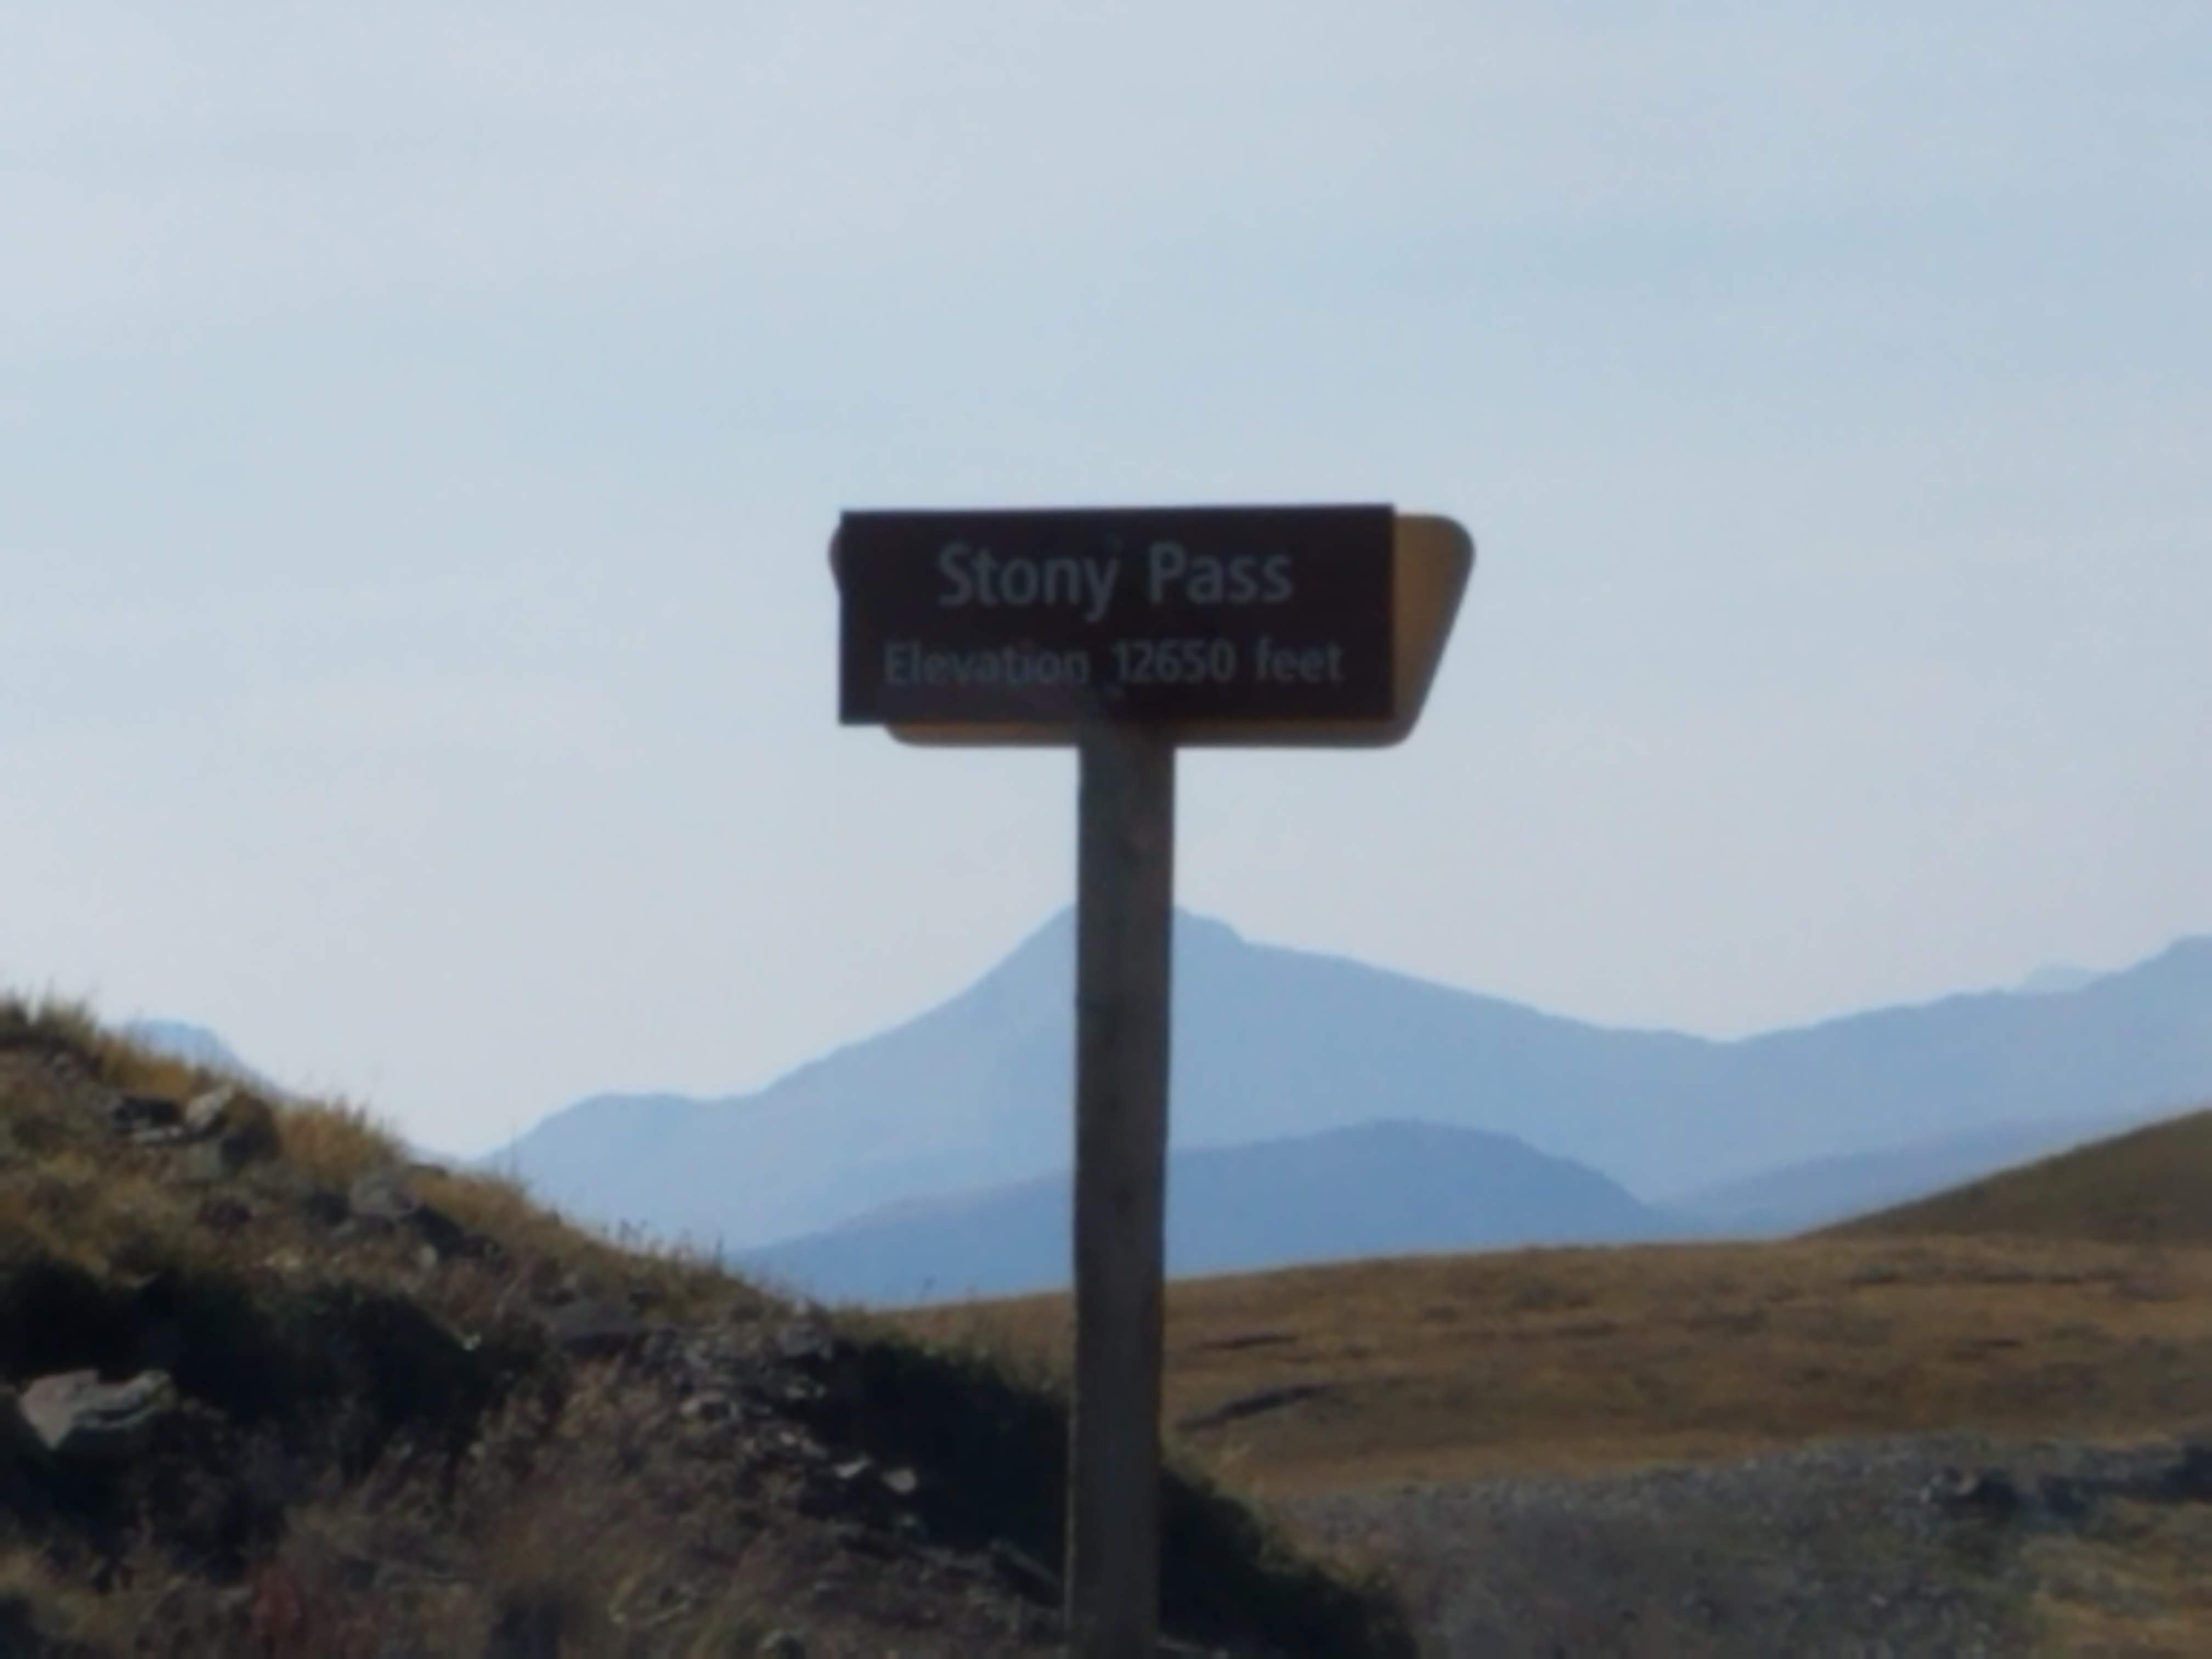 Stony Pass
Elevation 12650 feet